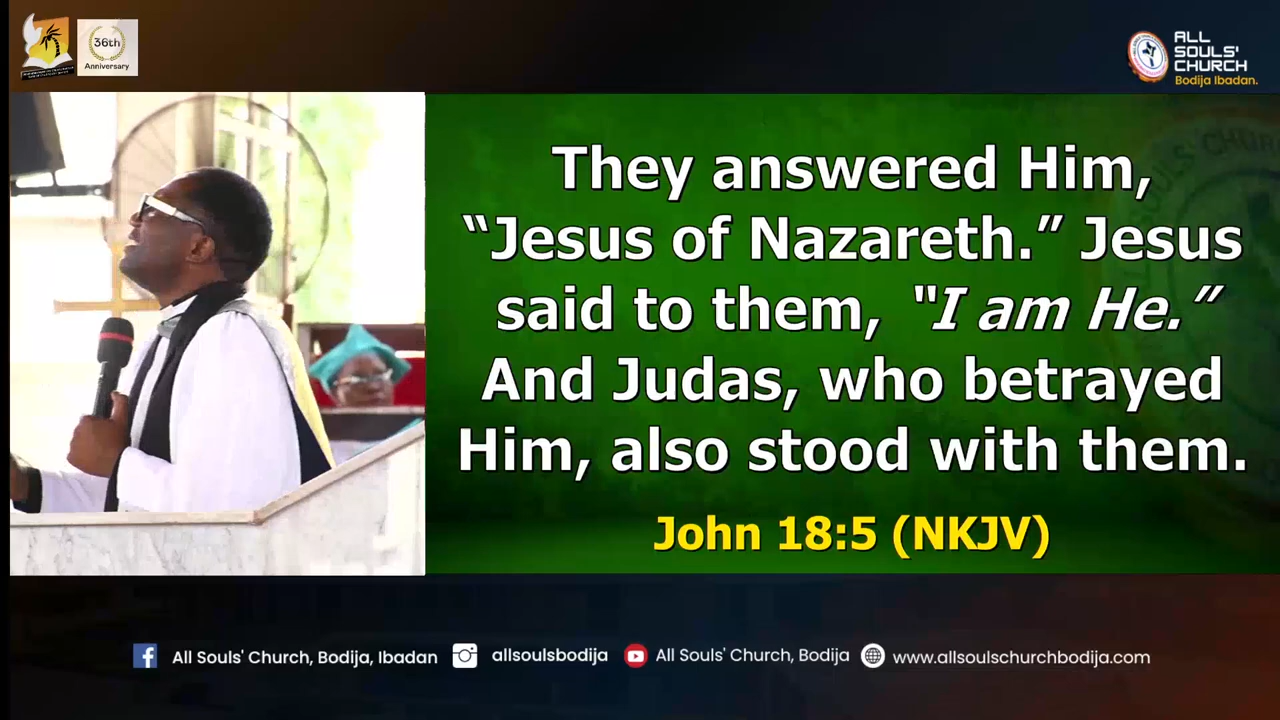 36th
Anniversary
ALL
SOULS'
CHURCH
Bodija Ibadan.
They answered Him,
“Jesus of Nazareth.” Jesus
said to them, “I am He.”
And Judas, who betrayed
Him, also stood with them.
John 18:5 (NKJV)
All Souls' Church, Bodija, Ibadan
allsoulsbodija
All Souls' Church, Bodija
www.allsoulschurchbodija.com